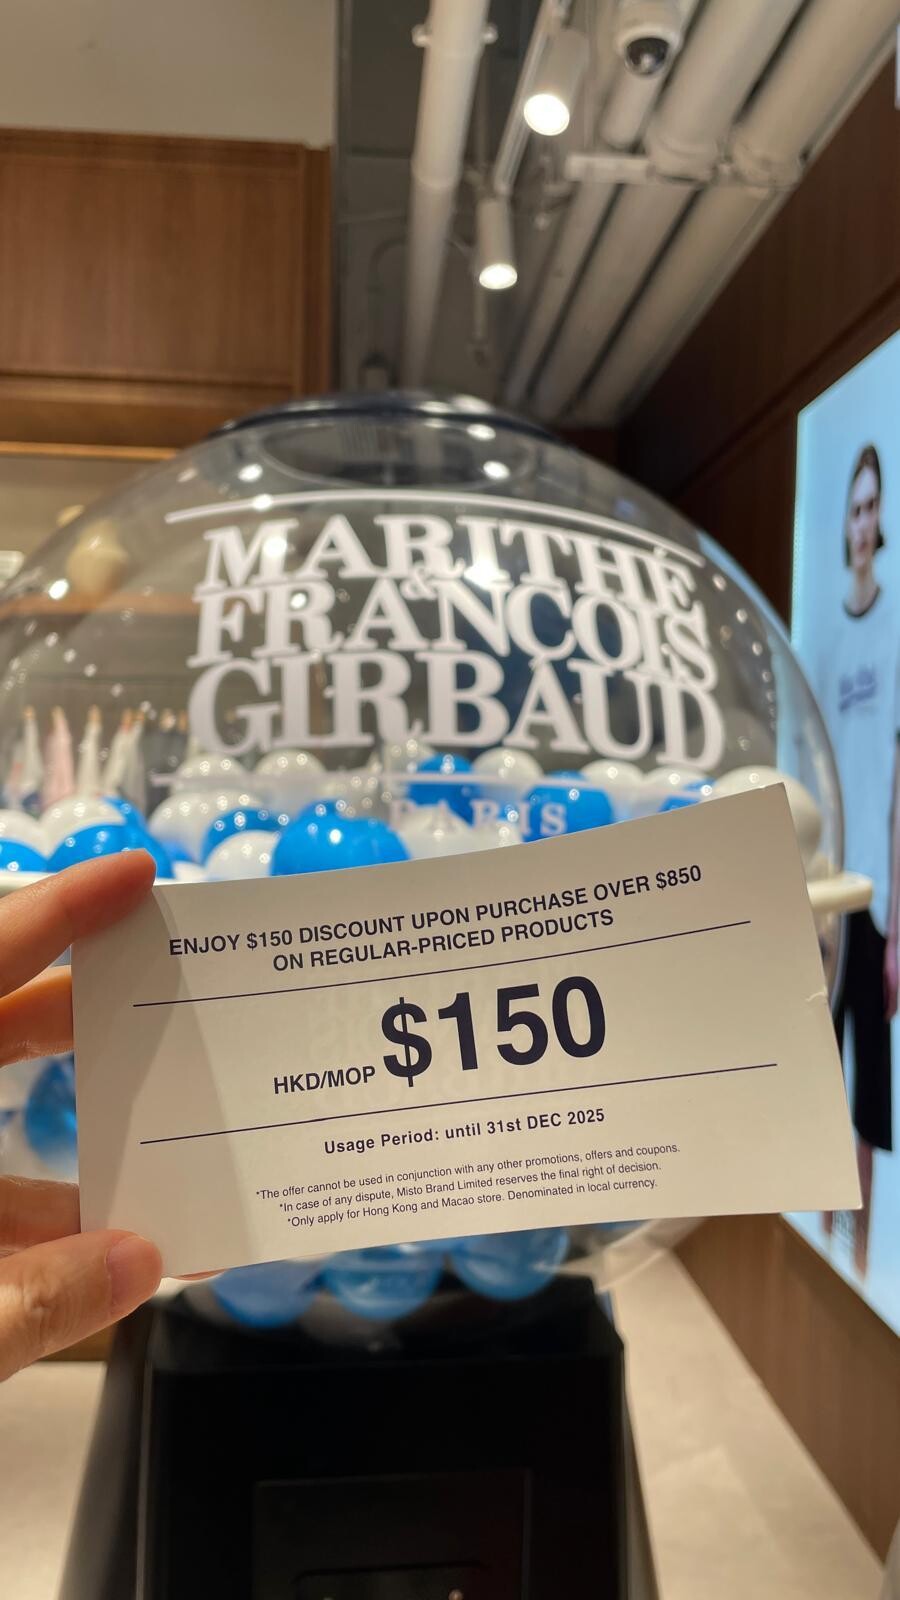 MARITHÉ
&
FRANCOIS
GIRBAUD
PARIS
ENJOY $150 DISCOUNT UPON PURCHASE OVER $850
ON REGULAR-PRICED PRODUCTS
HKD/MOP $150
Usage Period: until 31st DEC 2025
*The offer cannot be used in conjunction with any other promotions, offers and coupons.
*In case of any dispute, Misto Brand Limited reserves the final right of decision.
*Only apply for Hong Kong and Macao store. Denominated in local currency.